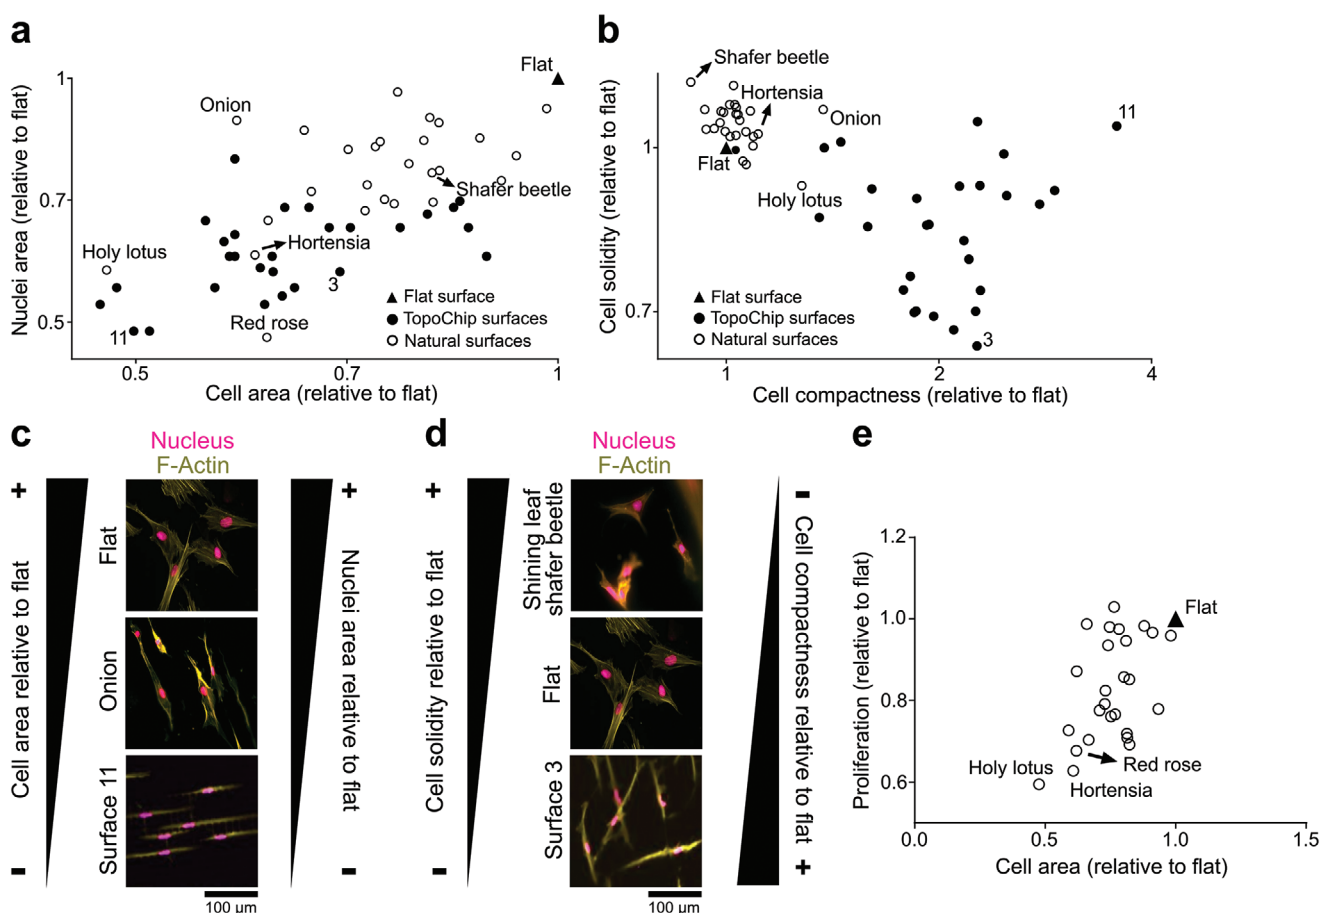 a
Nuclei area (relative to flat)
1
0.7
0.5
Flat
Onion
Shafer beetle
Hortensia
Holy lotus
3
Red rose
11
Flat surface
TopoChip surfaces
Natural surfaces
0.5
0.7
1
Cell area (relative to flat)
b
Cell solidity (relative to flat)
1
0.7
Shafer beetle
Hortensia
Onion
11
Flat
Holy lotus
3
Flat surface
TopoChip surfaces
Natural surfaces
1
2
4
Cell compactness (relative to flat)
c
Nucleus
F-Actin
+
Cell area relative to flat
-
Flat
Onion
Surface 11
+
Nuclei area relative to flat
-
100 µm
d
Nucleus
F-Actin
+
Cell solidity relative to flat
-
Shining leaf
shafer beetle
Flat
Surface 3
-
Cell compactness relative to flat
+
100 µm
e
Proliferation (relative to flat)
1.2
1.0
0.8
0.6
Flat
Holy lotus
Red rose
Hortensia
0.0
0.5
1.0
1.5
Cell area (relative to flat)